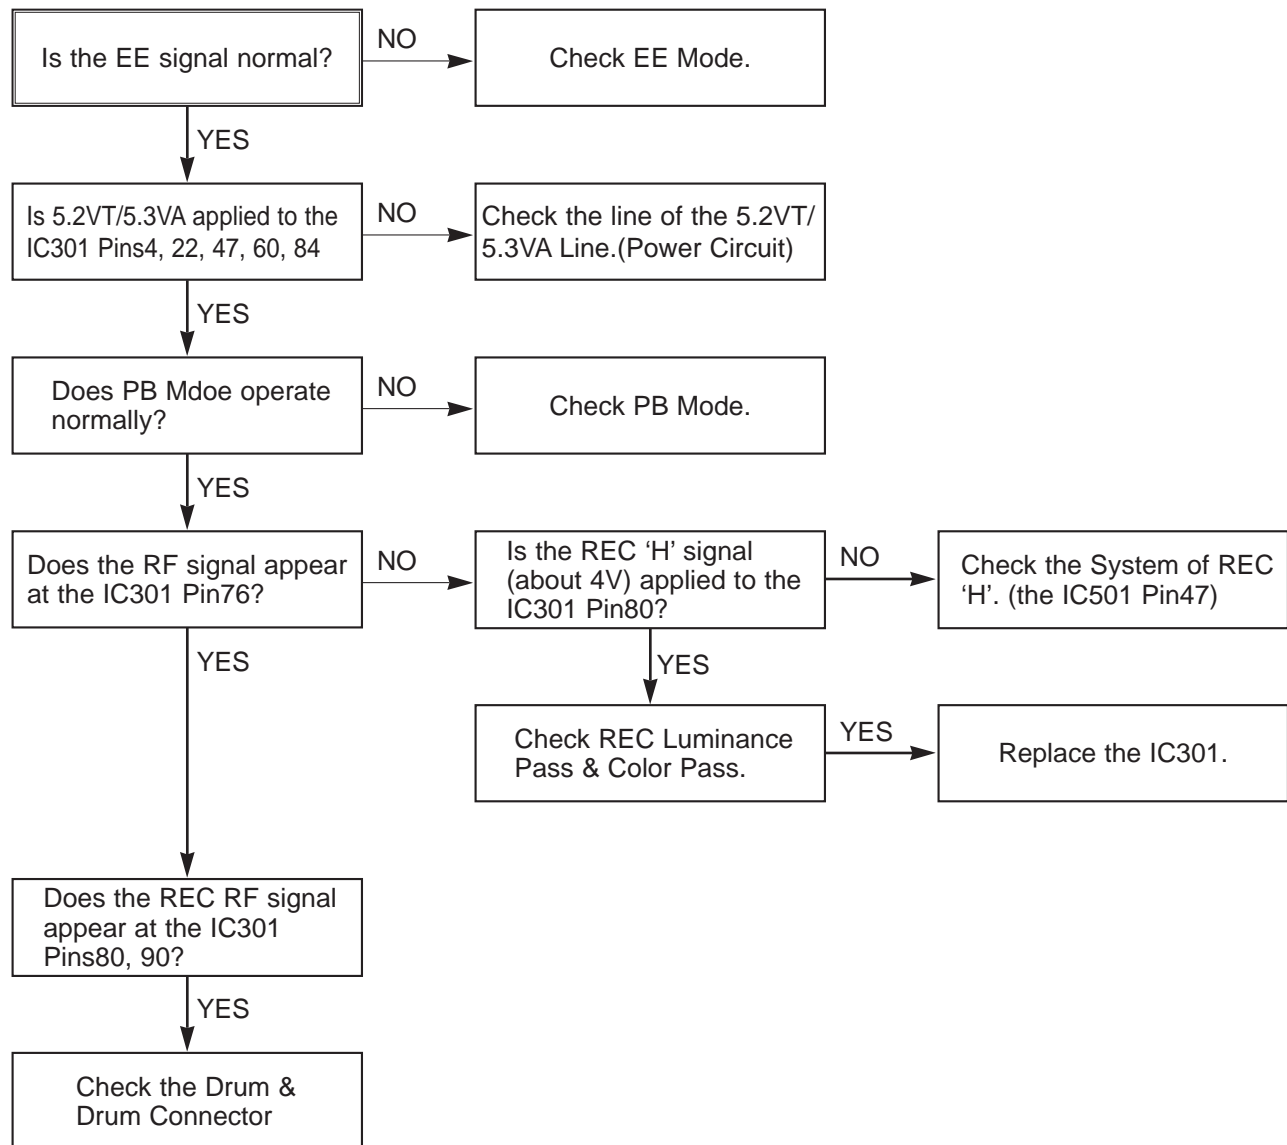 Is the EE signal normal?
NO
Check EE Mode.
YES
Is 5.2VT/5.3VA applied to the
IC301 Pins4, 22, 47, 60, 84
NO
Check the line of the 5.2VT/
5.3VA Line.(Power Circuit)
YES
Does PB Mdoe operate
normally?
NO
Check PB Mode.
YES
Does the RF signal appear
at the IC301 Pin76?
NO
Is the REC ‘H’ signal
(about 4V) applied to the
IC301 Pin80?
NO
Check the System of REC
‘H’. (the IC501 Pin47)
YES
YES
Check REC Luminance
Pass & Color Pass.
YES
Replace the IC301.
Does the REC RF signal
appear at the IC301
Pins80, 90?
YES
Check the Drum &
Drum Connector